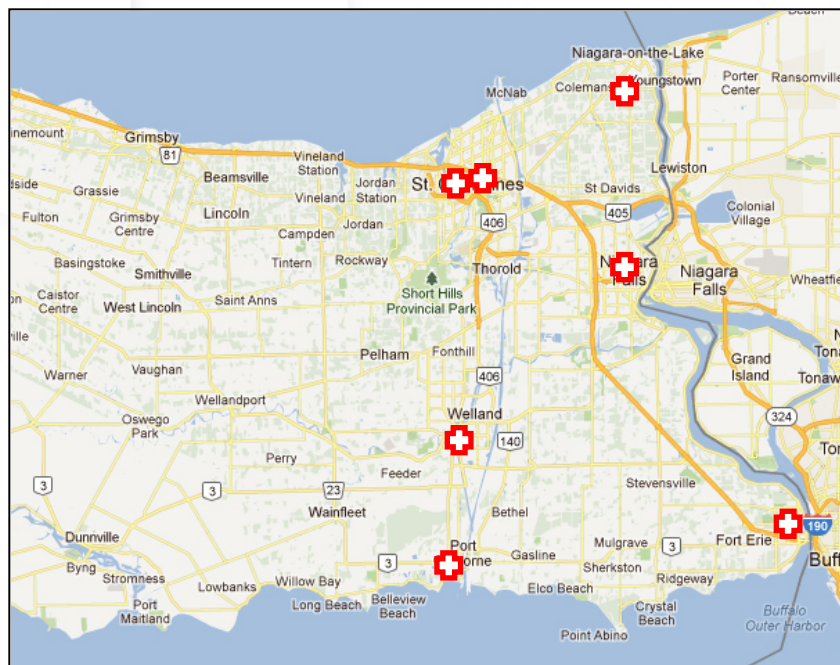 Beach
Niagara-on-the-Lake
Youngstown
Porter
Center
Ransomville
McNab
Grimsby
81
Vineland
Station
Beamsville
Jordan
Station
Lewiston
St Davids
Grassie
Vineland
Colonial
Village
Fulton
Grimsby
Centre
Lincoln
Jordan
406
405
Campden
Basingstoke
Rockway
Smithville
Tintern
Thorold
Niagara
Falls
Short Hills
Provincial Park
Caistor
Centre
West Lincoln
Saint Anns
Pelham
Fonthill
Grand
Island
Warner
Vaughan
406
Wellandport
Welland
324
Oswego
Park
140
Perry
Feeder
3
3
23
Stevensville
Wainfleet
Bethel
190
Dunnville
Port
Mulgrave
3
Fort Erie
Byng
Stromness
3
Gasline
Sherkston
Ridgeway
Lowbanks
Willow Bay
Elco Beach
Long Beach
Belleview
Beach
Crystal
Beach
Port
Maitland
Point Abino
Buffalo
Outer Harbor